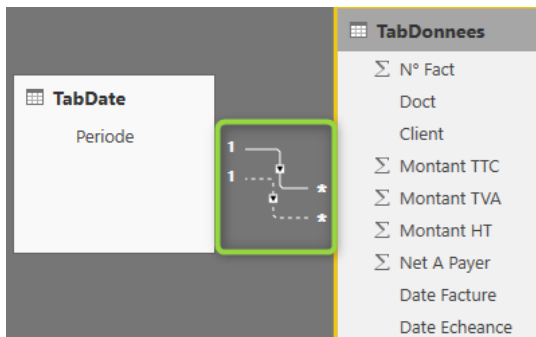 TabDate
Periode
1
1
*
*
TabDonnees
Σ N° Fact
Doct
Client
Σ Montant TTC
Σ Montant TVA
Σ Montant HT
Σ Net A Payer
Date Facture
Date Echeance